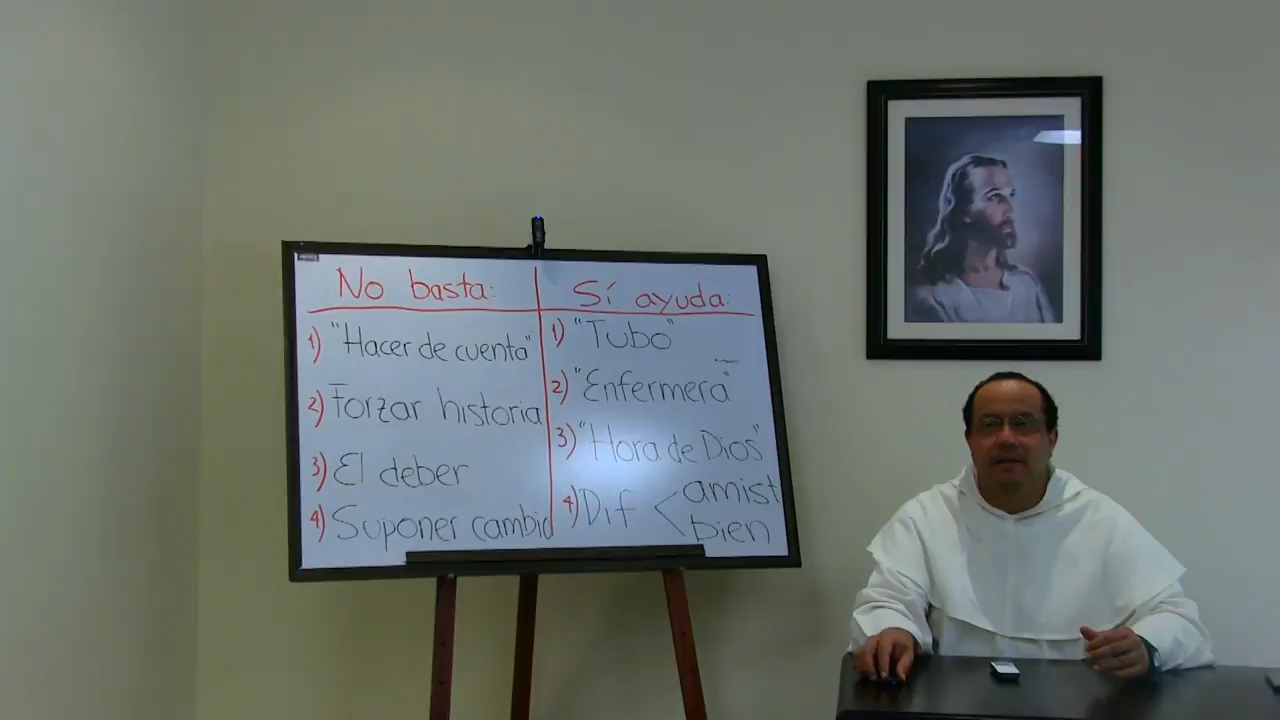 No basta:
1) "Hacer de cuenta"
2) Forzar historia
3) El deber
4) Suponer cambio
Sí ayuda:
1) "Tubo"
2) "Enfermera"
3) "Hora de Dios"
4) Dif. < amist
bien